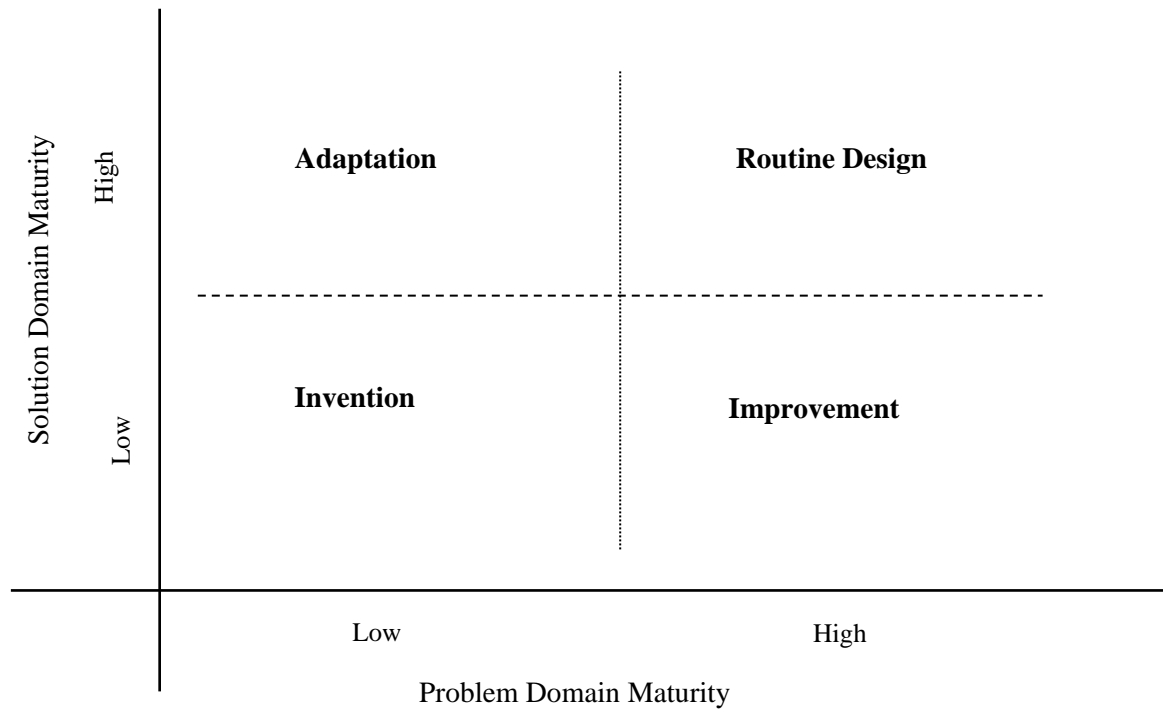 Solution Domain Maturity
High
Low
Adaptation
Routine Design
Invention
Improvement
Low
High
Problem Domain Maturity